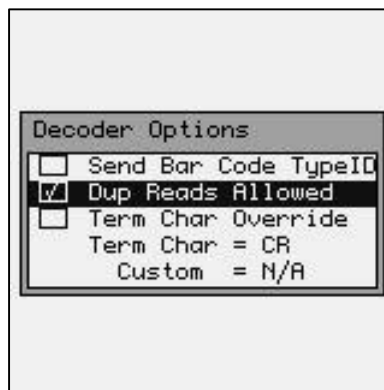 Decoder Options
Send Bar Code TypeID
Dup Reads Allowed
Term Char Override
Term Char = CR
Custom = N/A